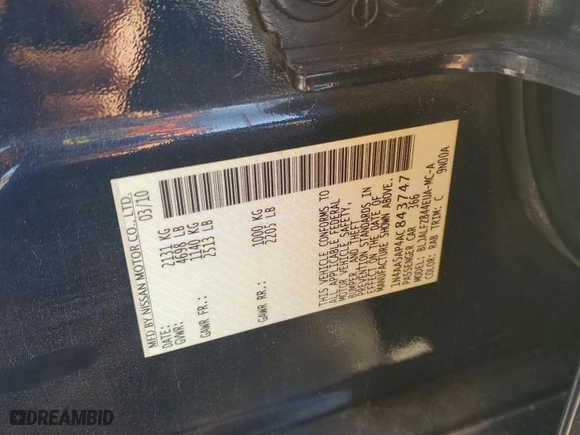 MFD BY NISSAN MOTOR CO., LTD.
DATE: 03/10
GVWR: 2131 KG
4698 LB
GAWR FR.: 1140 KG
2513 LB
GAWR RR.: 1000 KG
2205 LB
THIS VEHICLE CONFORMS TO
ALL APPLICABLE FEDERAL
MOTOR VEHICLE SAFETY,
BUMPER, AND THEFT
PREVENTION STANDARDS IN
EFFECT ON THE DATE OF
MANUFACTURE SHOWN ABOVE.
1N4AA5AP4AC843747
PASSENGER CAR 366
MODEL: BJALFZ844EUA-MC-A
COLOR: RAB TRIM: C 9N00A
DREAMBID